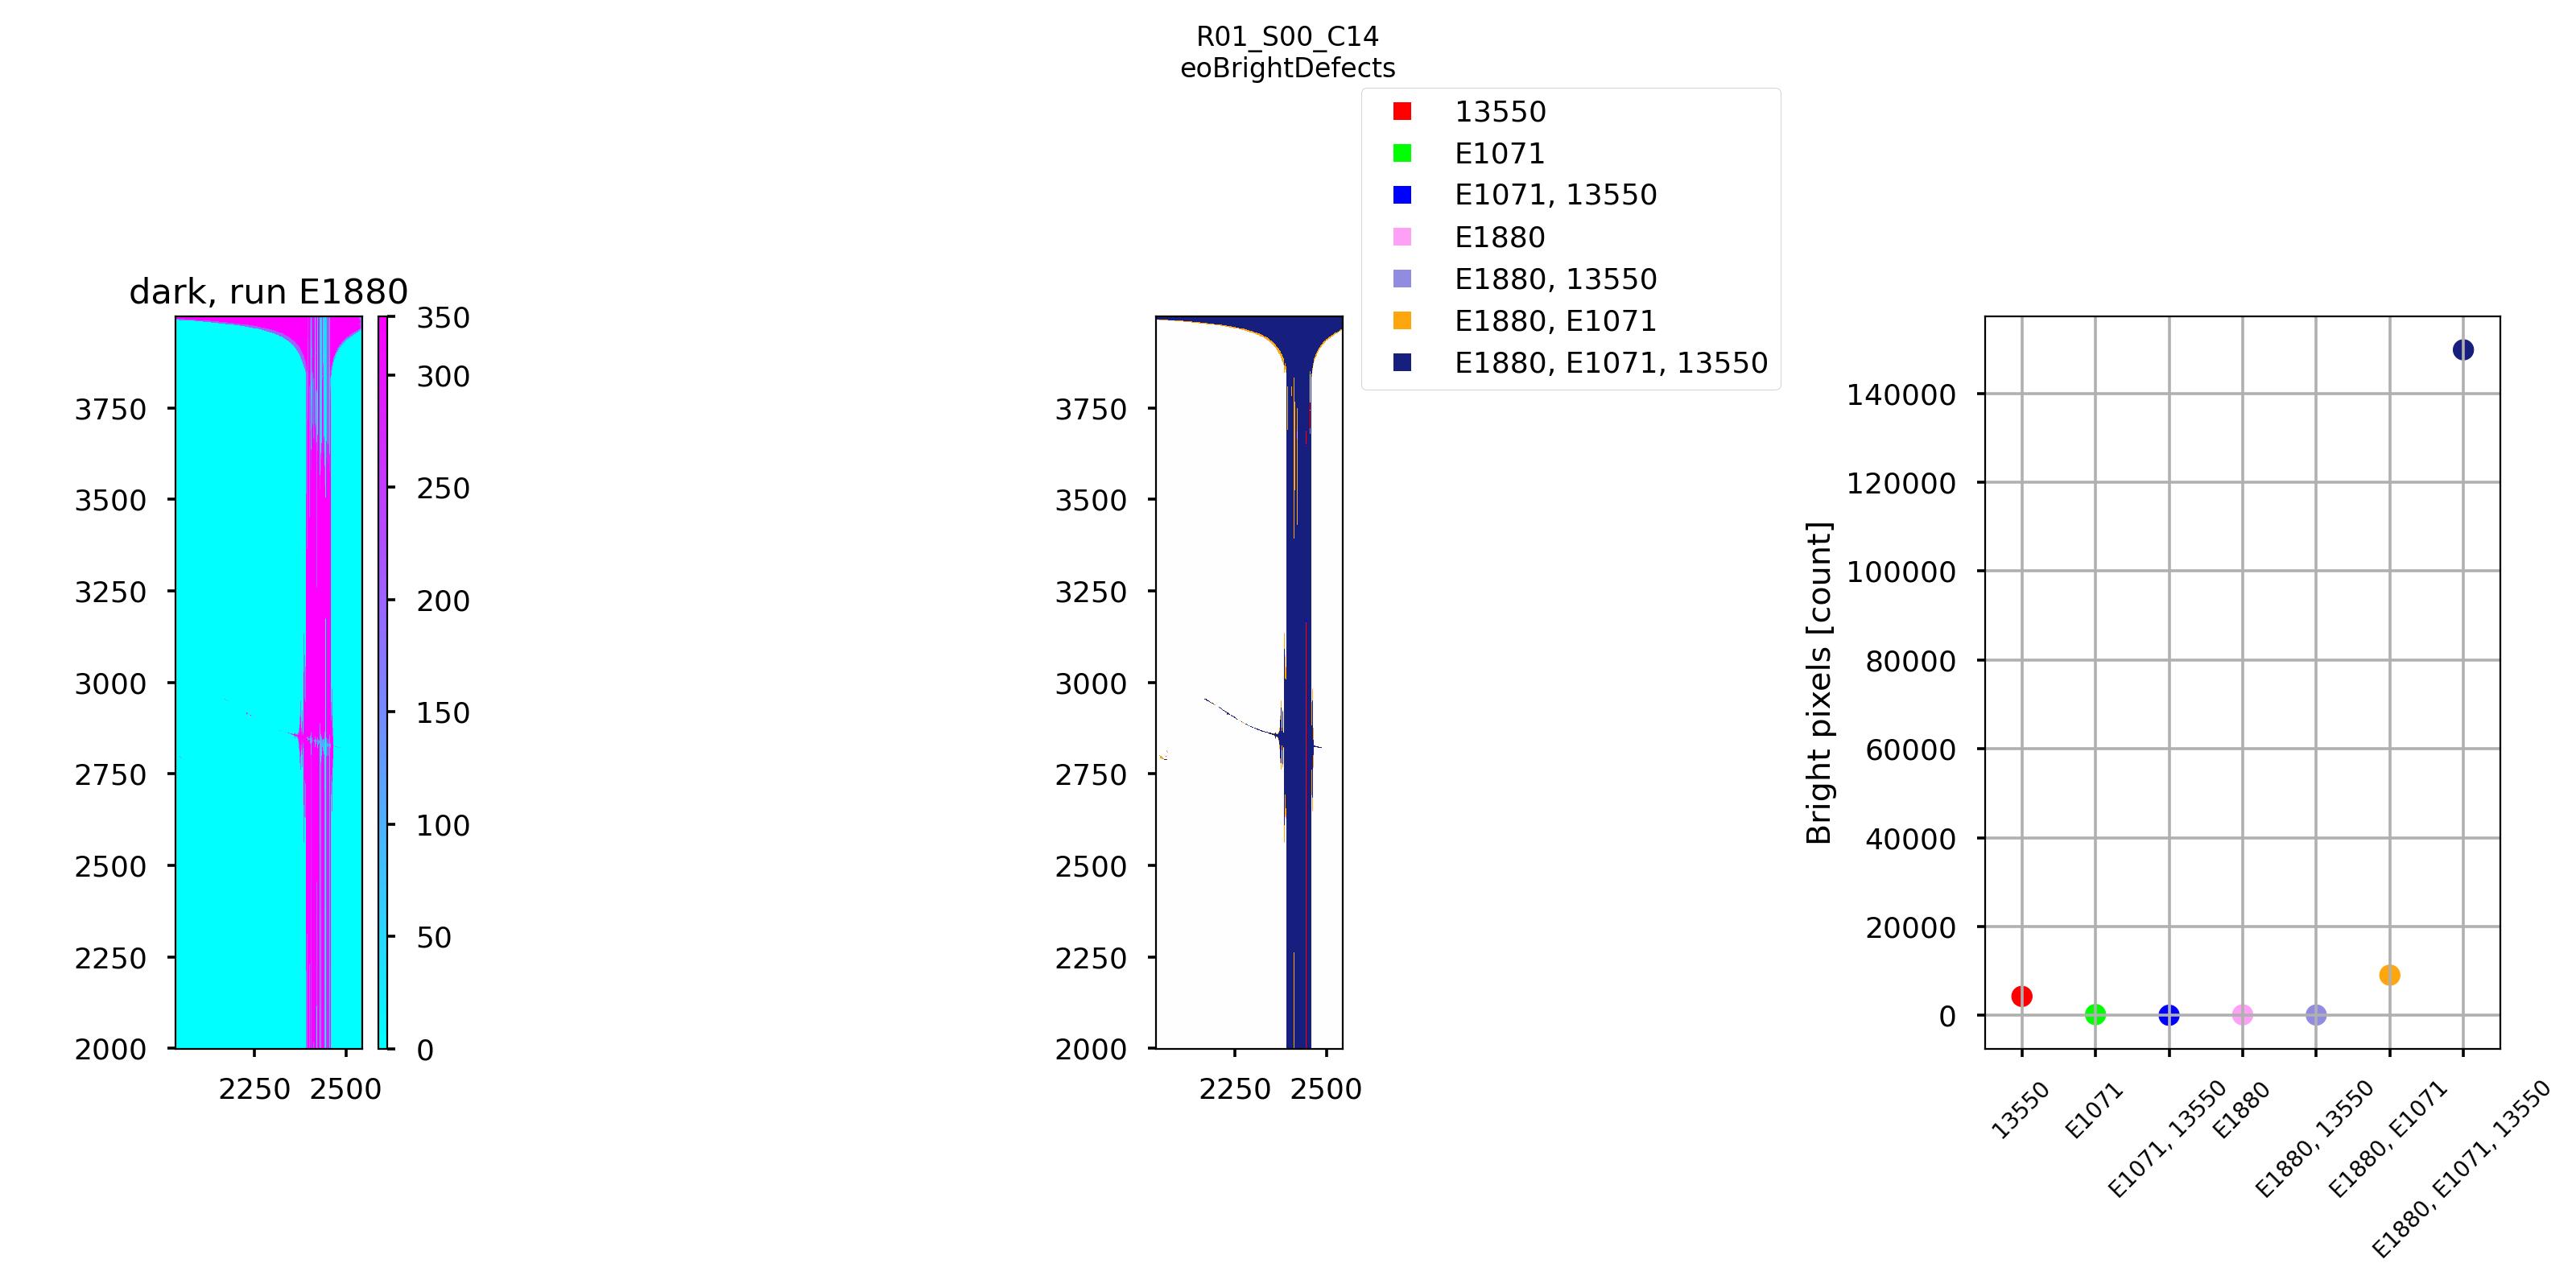 R01_S00_C14
eoBrightDefects
13550
E1071
E1071, 13550
E1880
E1880, 13550
E1880, E1071
E1880, E1071, 13550
dark, run E1880
3750
3500
3250
3000
2750
2500
2250
2000
2250 2500
350
300
250
200
150
100
50
0
3750
3500
3250
3000
2750
2500
2250
2000
2250 2500
Bright pixels [count]
140000
120000
100000
80000
60000
40000
20000
0
13550
E1071
E1071, 13550
E1880
E1880, 13550
E1880, E1071
E1880, E1071, 13550